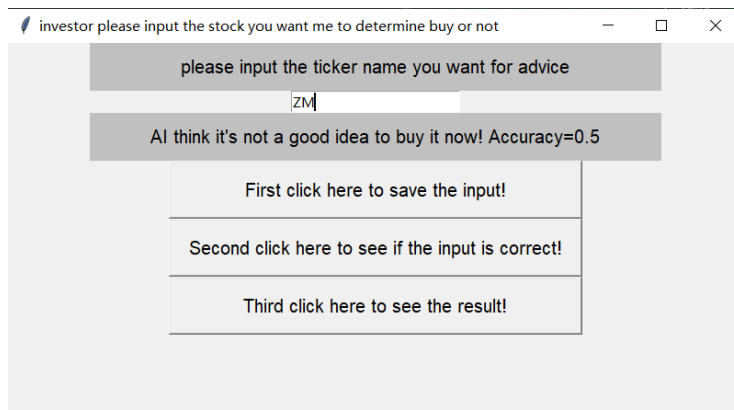 investor please input the stock you want me to determine buy or not
please input the ticker name you want for advice
ZM
AI think it's not a good idea to buy it now! Accuracy=0.5
First click here to save the input!
Second click here to see if the input is correct!
Third click here to see the result!